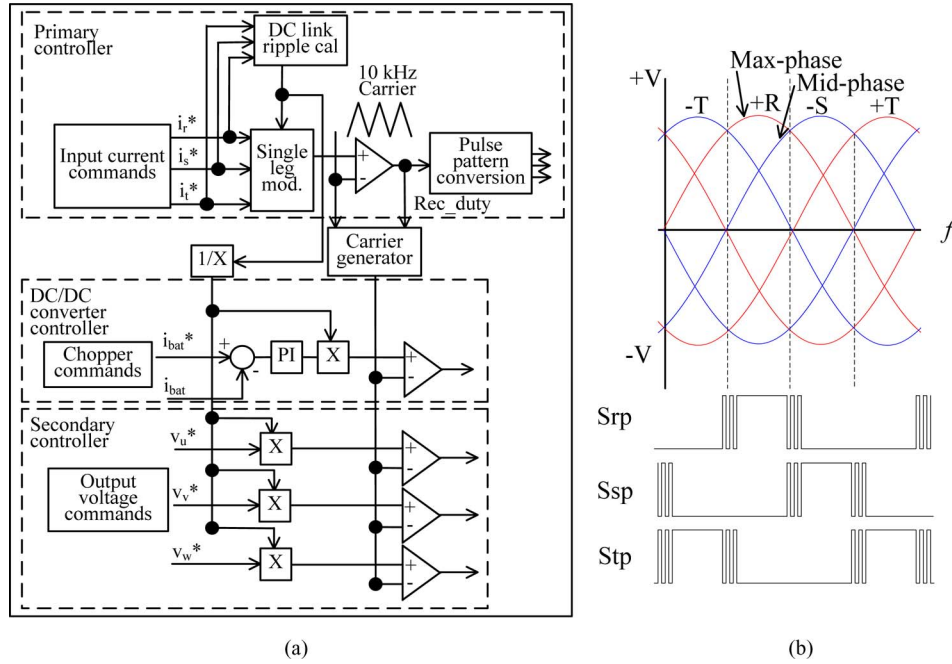 Primary
controller
DC link
ripple cal
10 kHz
Carrier
Input current
commands
i_r*
i_s*
i_t*
Single
leg
mod.
+
-
Pulse
pattern
conversion
Rec_duty
1/X
Carrier
generator
DC/DC
converter
controller
Chopper
commands
i_bat*
i_bat
+
-
PI
X
+
-
Secondary
controller
Output
voltage
commands
v_u*
v_v*
v_w*
X
X
X
+
-
+
-
+
-
(a)
+V
Max-phase
Mid-phase
-T
+R
-S
+T
f
-V
Srp
Ssp
Stp
(b)